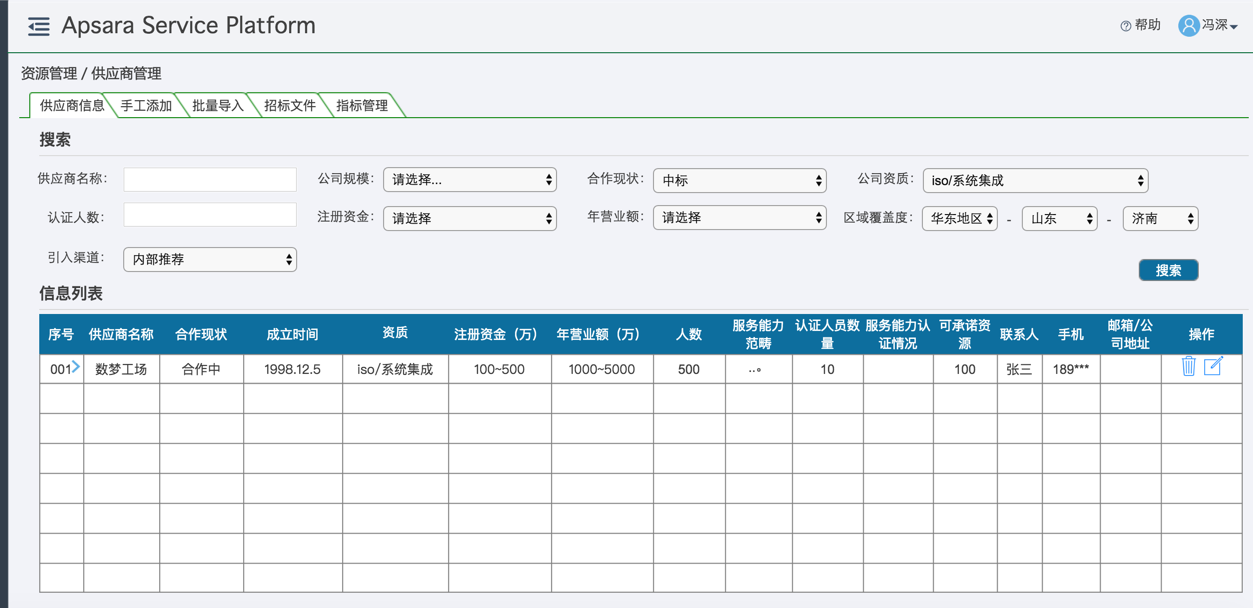 Apsara Service Platform
帮助 冯深
资源管理 / 供应商管理
供应商信息 手工添加 批量导入 招标文件 指标管理
搜索
供应商名称： 公司规模： 请选择... 合作现状： 中标 公司资质： iso/系统集成
认证人数： 注册资金： 请选择 年营业额： 请选择 区域覆盖度： 华东地区 - 山东 - 济南
引入渠道： 内部推荐
搜索
信息列表
序号 供应商名称 合作现状 成立时间 资质 注册资金（万） 年营业额（万） 人数 服务能力范畴 认证人员数量 服务能力认证情况 可承诺资源 联系人 手机 邮箱/公司地址 操作
001 数梦工场 合作中 1998.12.5 iso/系统集成 100~500 1000~5000 500 ..。 10 100 张三 189***